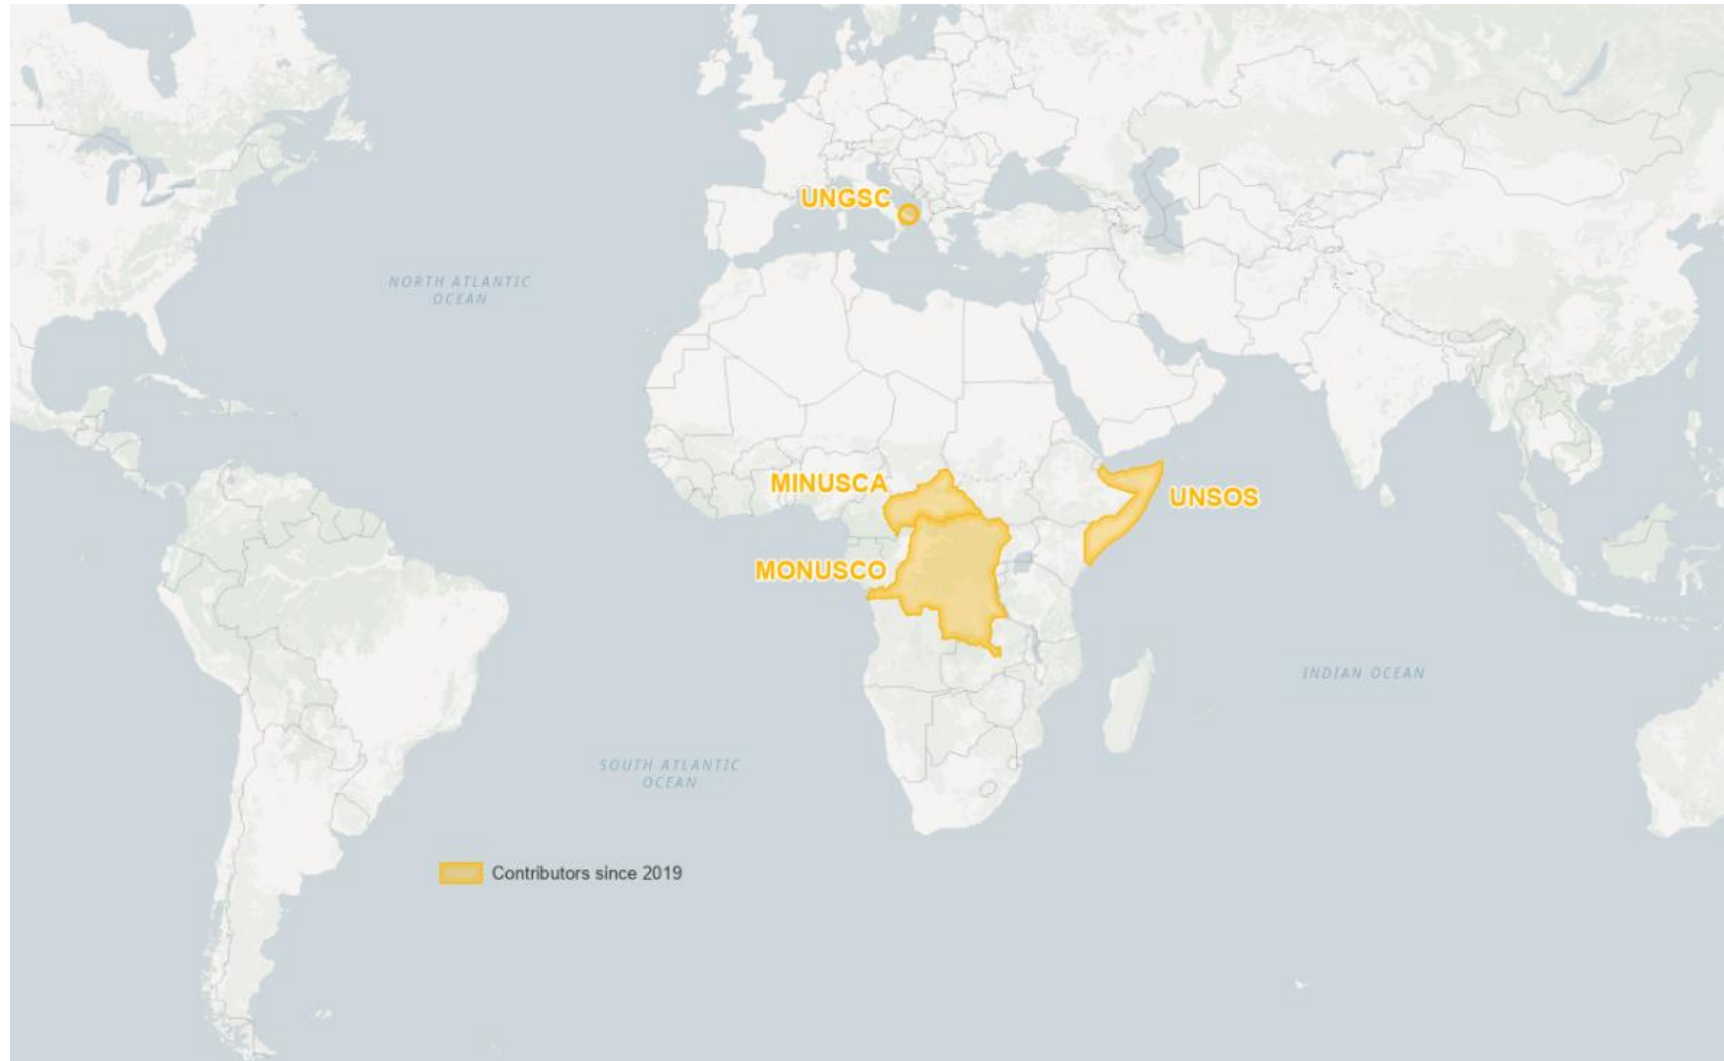 UNGSC
NORTH ATLANTIC
OCEAN
MINUSCA
UNSOS
MONUSCO
INDIAN OCEAN
SOUTH ATLANTIC
OCEAN
Contributors since 2019